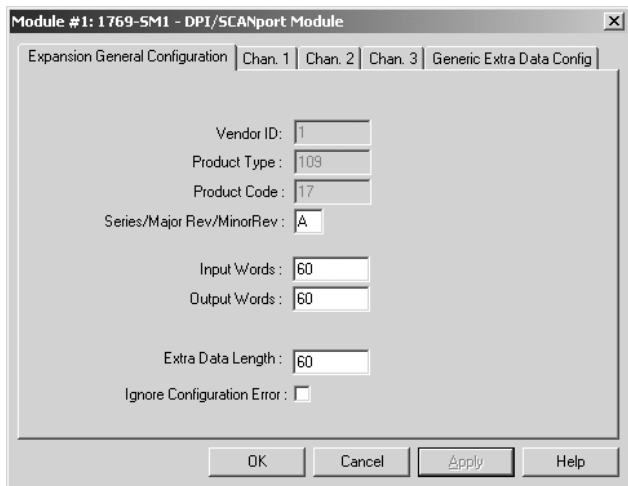 Module #1: 1769-SM1 - DPI/SCANport Module
Expansion General Configuration Chan. 1 Chan. 2 Chan. 3 Generic Extra Data Config
Vendor ID: 1
Product Type : 109
Product Code : 17
Series/Major Rev/MinorRev : A
Input Words : 60
Output Words : 60
Extra Data Length : 60
Ignore Configuration Error :
OK Cancel Apply Help